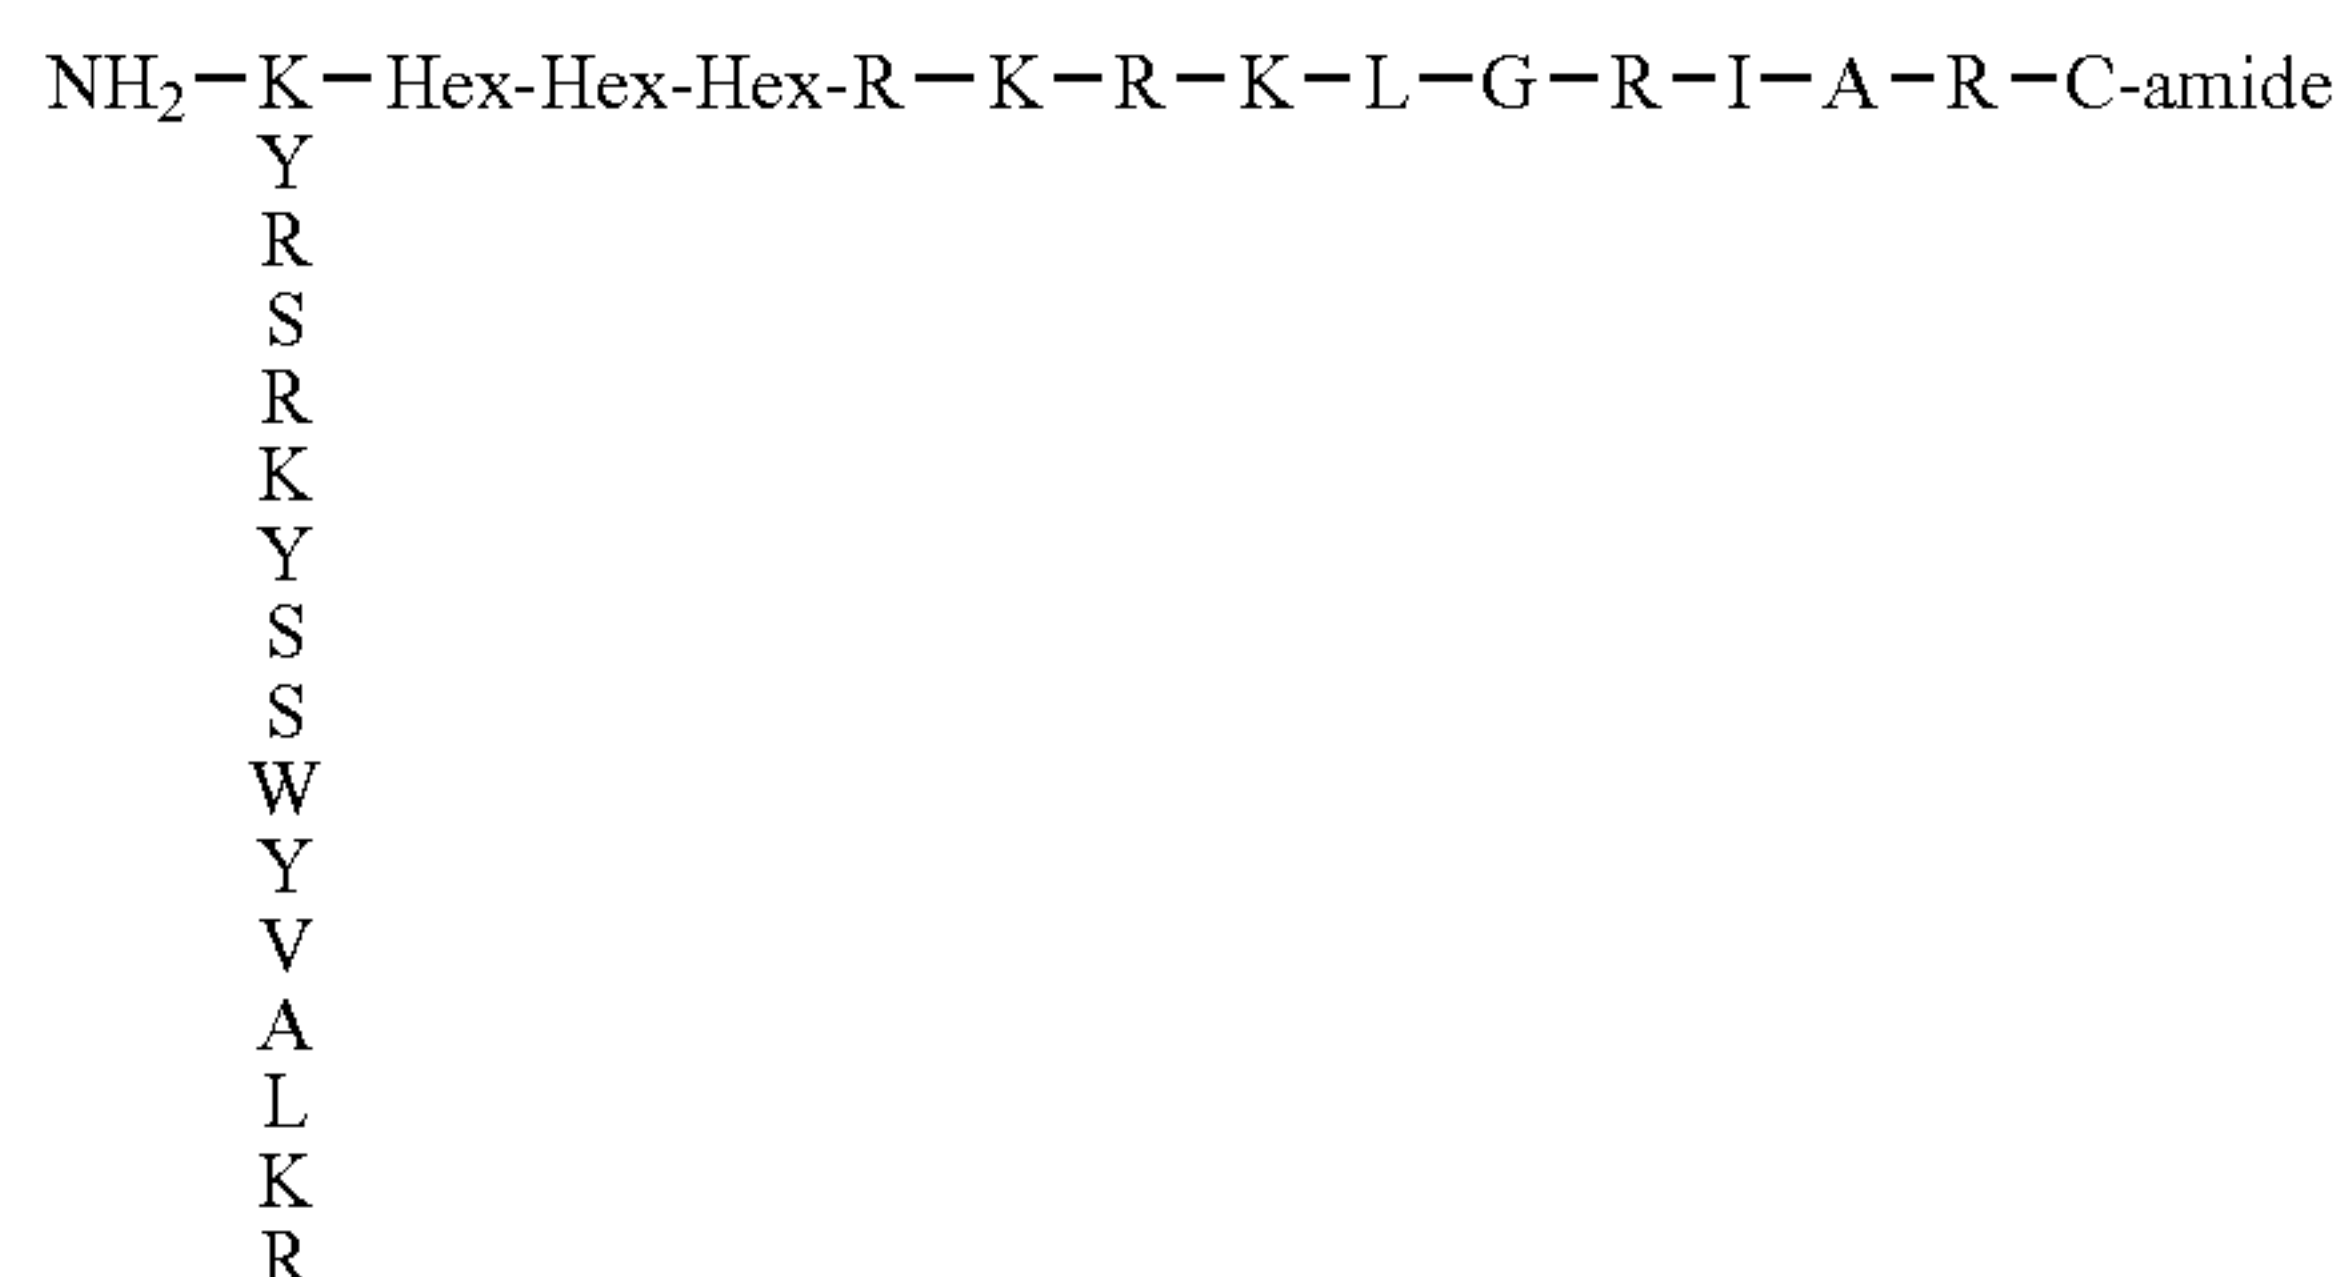 NH₂—K—Hex-Hex-Hex-R—K—R—K—L—G—R—I—A—R—C-amide
Y
R
S
R
K
Y
S
S
W
Y
V
A
L
K
R